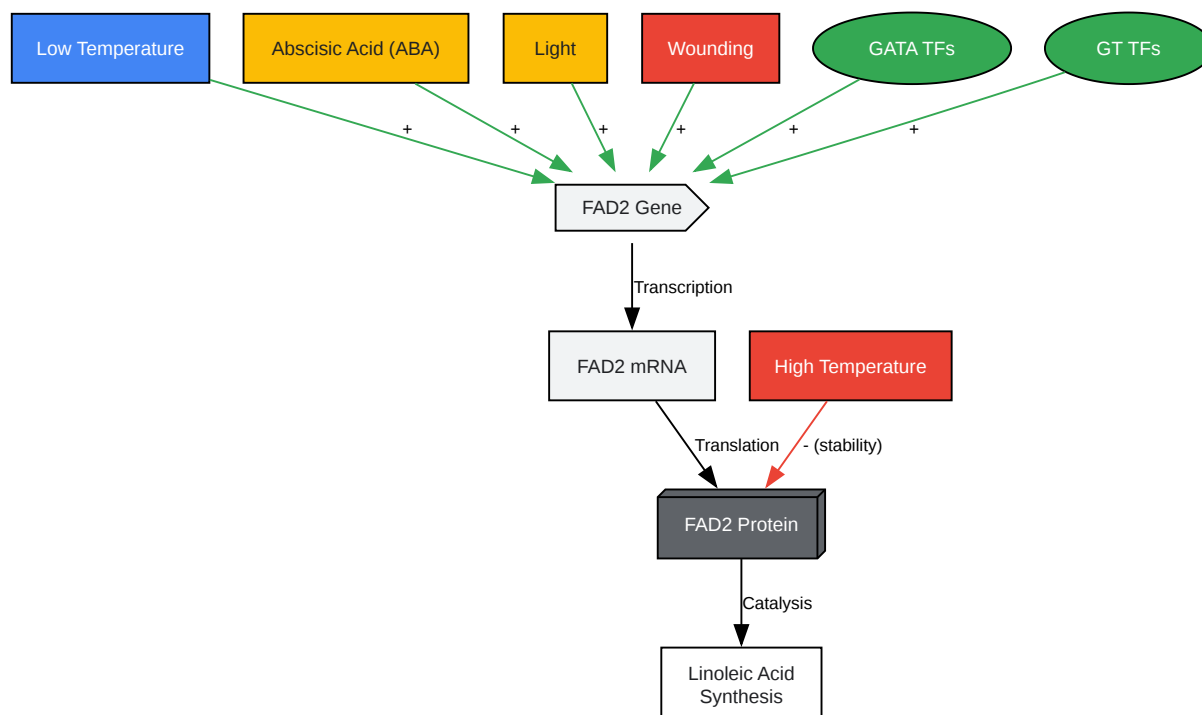 Low Temperature
Abscisic Acid (ABA)
Light
Wounding
GATA TFs
GT TFs
+
+
+
+
+
+
FAD2 Gene
Transcription
FAD2 mRNA
High Temperature
Translation
- (stability)
FAD2 Protein
Catalysis
Linoleic Acid
Synthesis